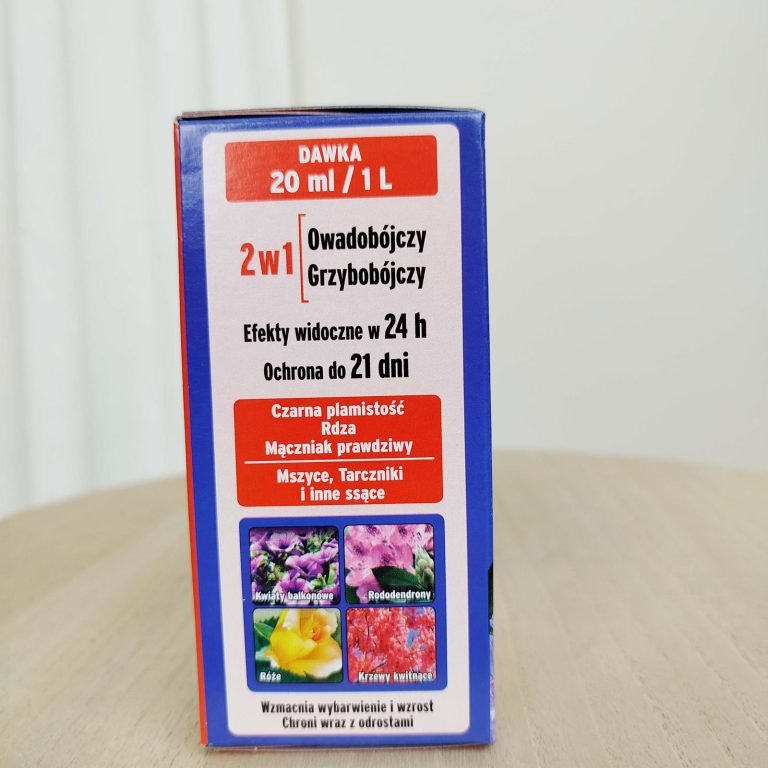 DAWKA
20 ml / 1 L
2w1
Owadobójczy
Grzybobójczy
Efekty widoczne w 24 h
Ochrona do 21 dni
Czarna plamistość
Rdza
Mączniak prawdziwy
Mszyce, Tarczniki
i inne ssące
Kwiaty balkonowe
Rododendrony
Róże
Krzewy kwitnące
Wzmacnia wybarwienie i wzrost
Chroni wraz z odrostami